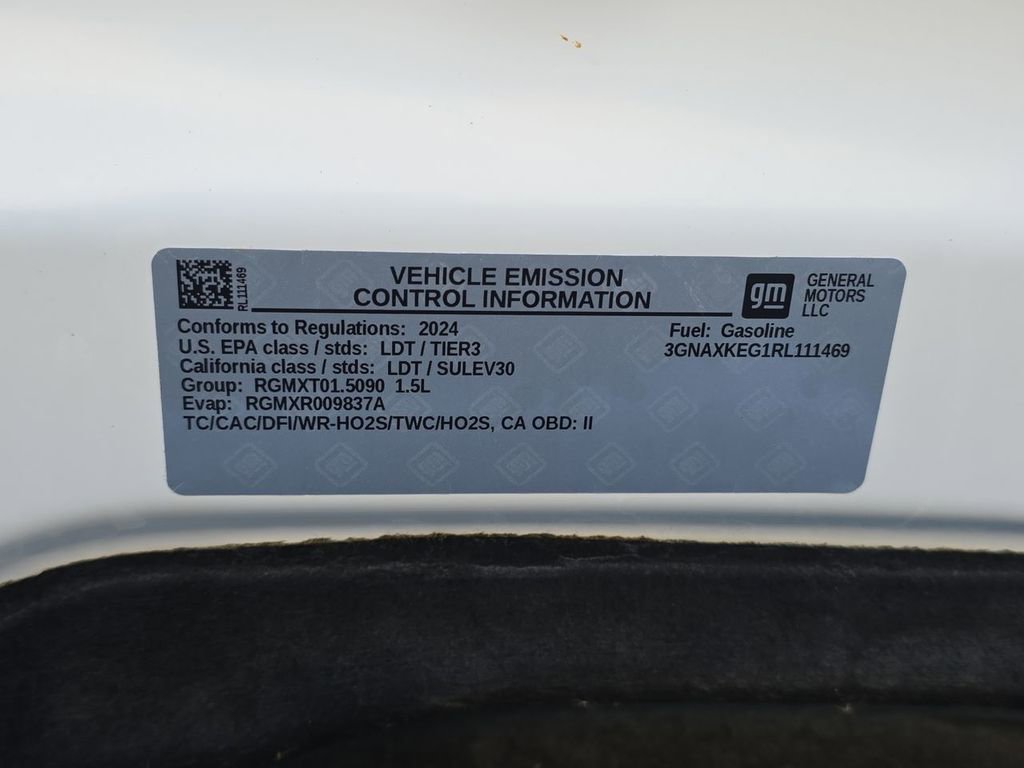 RL111469
VEHICLE EMISSION
CONTROL INFORMATION
gm
GENERAL
MOTORS
LLC
Conforms to Regulations: 2024
Fuel: Gasoline
U.S. EPA class / stds: LDT / TIER3
3GNAXKEG1RL111469
California class / stds: LDT / SULEV30
Group: RGMXT01.5090 1.5L
Evap: RGMXR009837A
TC/CAC/DFI/WR-HO2S/TWC/HO2S, CA OBD: II